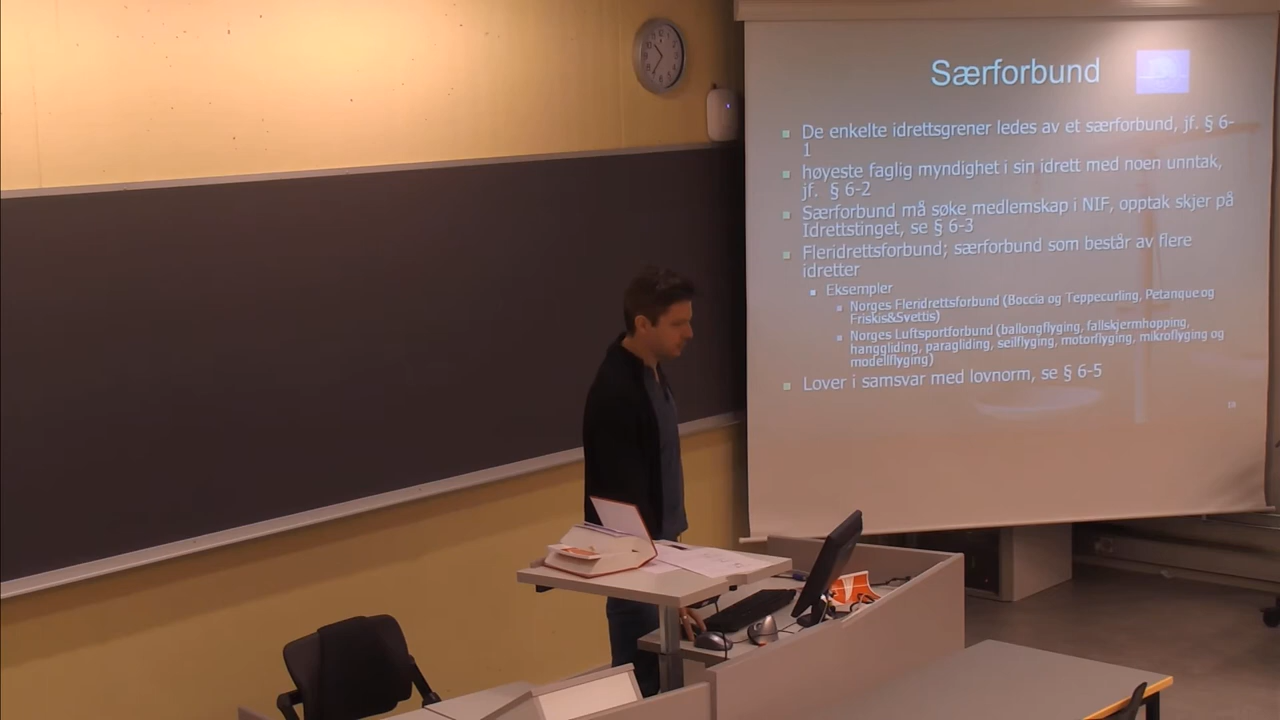 Særforbund
De enkelte idrettsgrener ledes av et særforbund, jf. § 6-
1
høyeste faglig myndighet i sin idrett med noen unntak,
jf. § 6-2
Særforbund må søke medlemskap i NIF, opptak skjer på
Idrettstinget, se § 6-3
Fleridrettsforbund; særforbund som består av flere
idretter
Eksempler
Norges Fleridrettsforbund (Boccia og Teppecurling, Petanque og
Friskis&Svettis)
Norges Luftsportforbund (ballongflyging, fallskjermhopping,
hanggliding, paragliding, seilflyging, motorflyging, mikroflyging og
modellflyging)
Lover i samsvar med lovnorm, se § 6-5